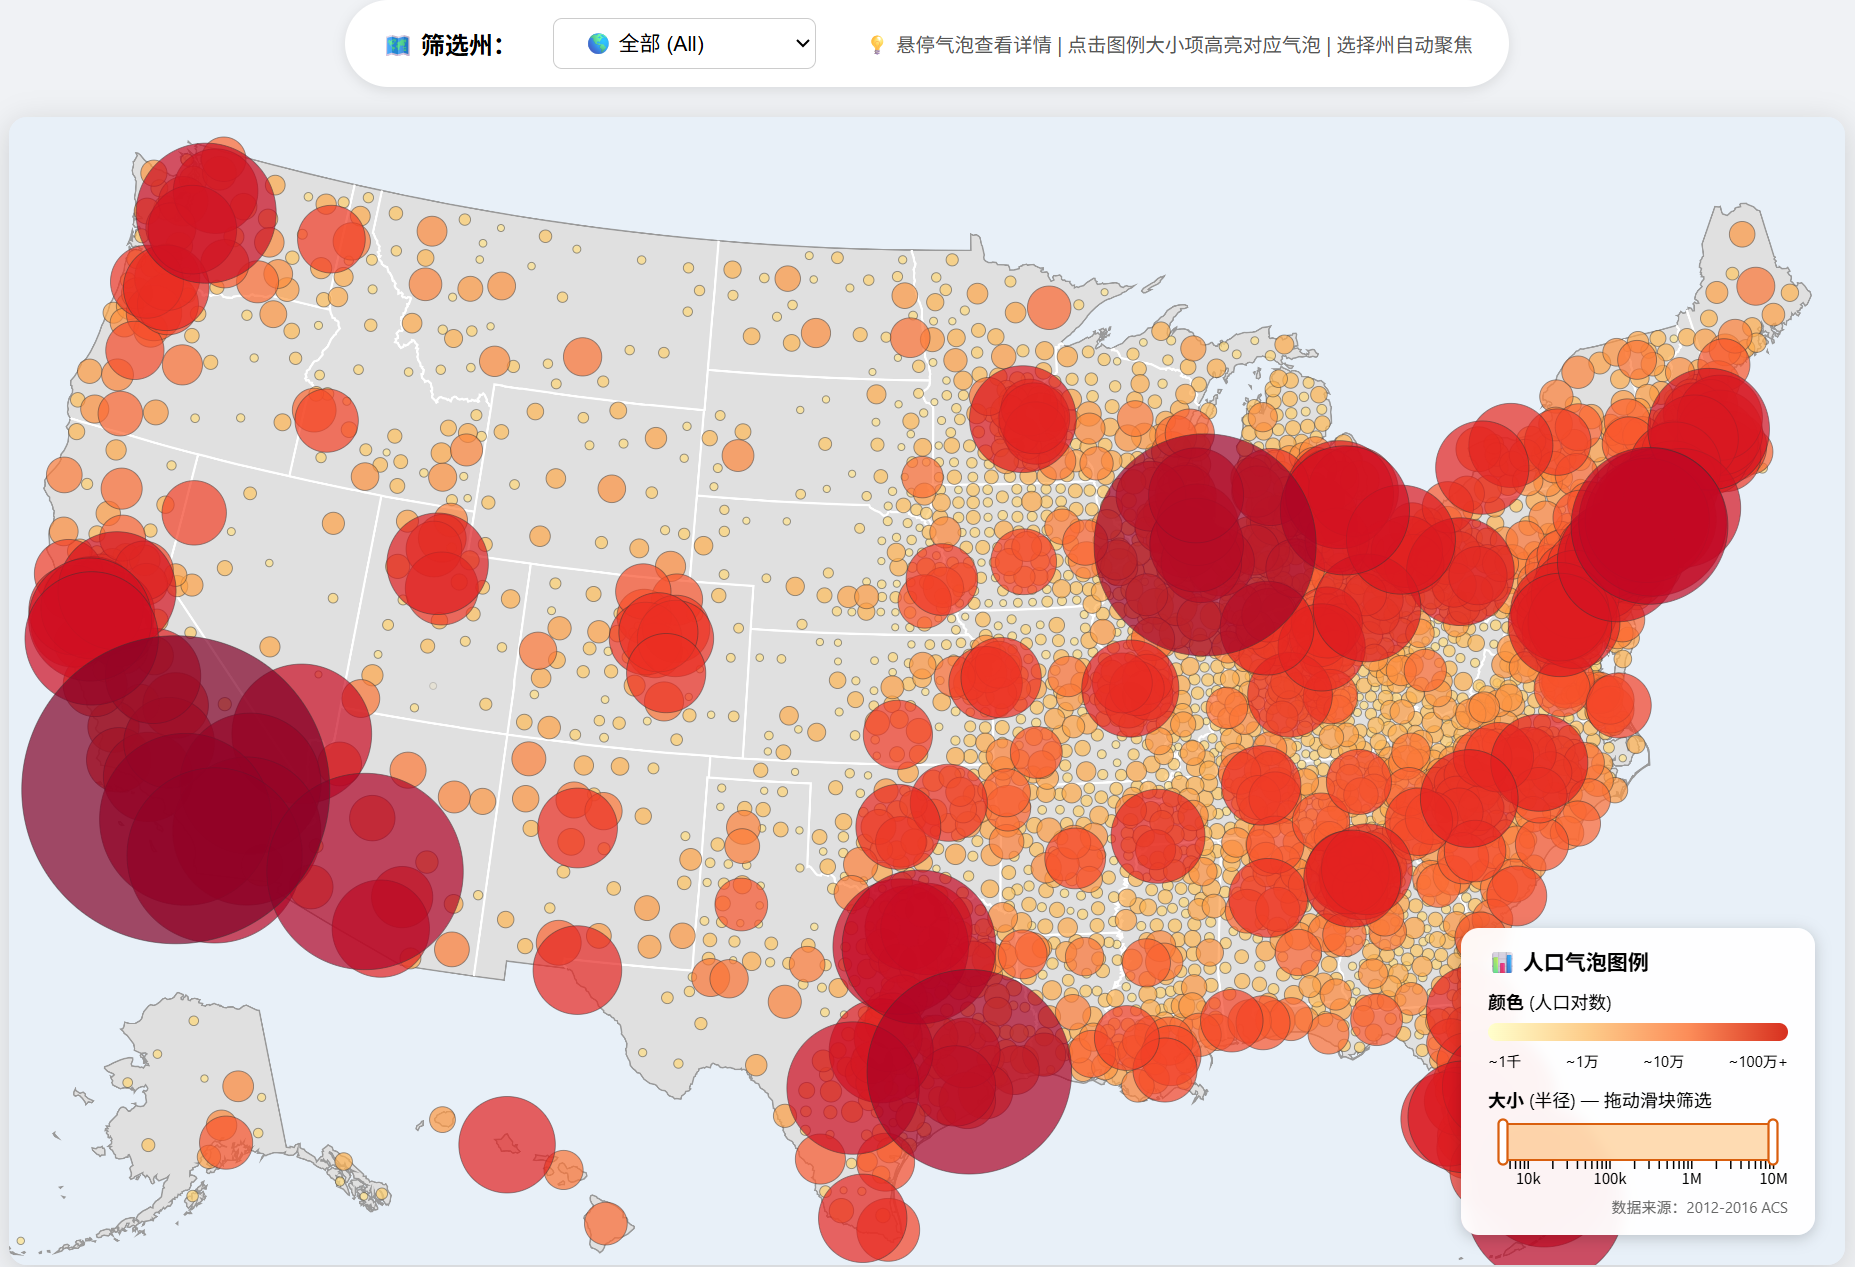 筛选州：
全部 (All)
悬停气泡查看详情 | 点击图例大小项高亮对应气泡 | 选择州自动聚焦
人口气泡图例
颜色 (人口对数)
~1千 ~1万 ~10万 ~100万+
大小 (半径) — 拖动滑块筛选
10k 100k 1M 10M
数据来源：2012-2016 ACS